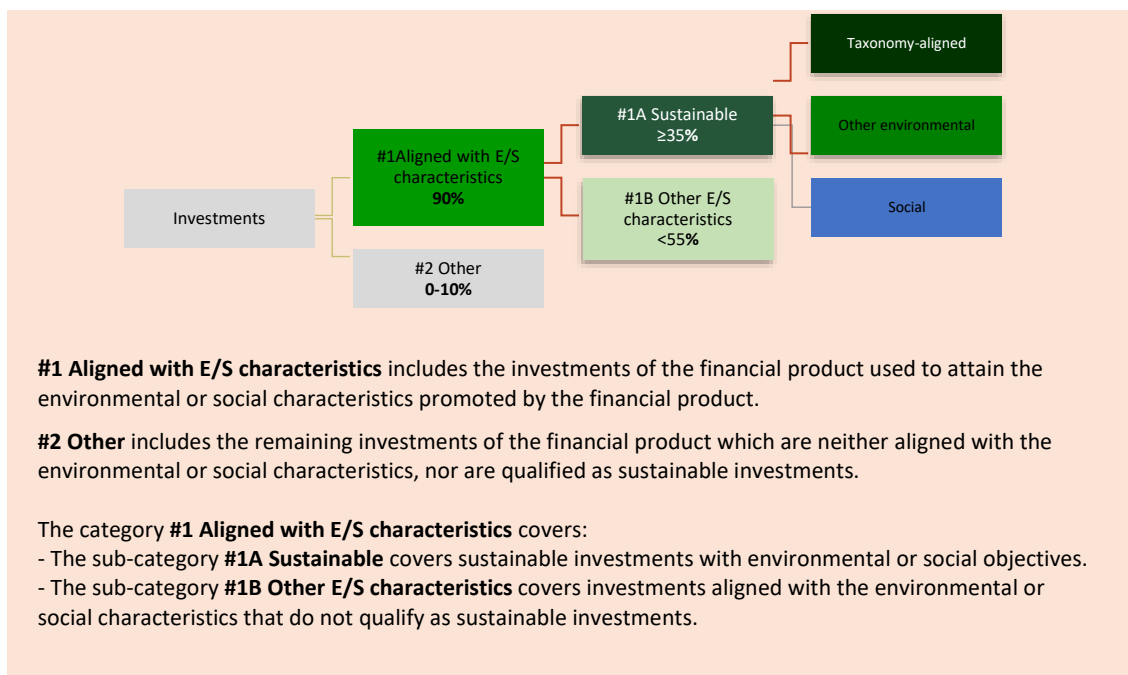 Taxonomy-aligned
#1A Sustainable
≥35%
Other environmental
#1Aligned with E/S
characteristics
90%
#1B Other E/S
characteristics
<55%
Social
Investments
#2 Other
0-10%
#1 Aligned with E/S characteristics includes the investments of the financial product used to attain the
environmental or social characteristics promoted by the financial product.
#2 Other includes the remaining investments of the financial product which are neither aligned with the
environmental or social characteristics, nor are qualified as sustainable investments.
The category #1 Aligned with E/S characteristics covers:
- The sub-category #1A Sustainable covers sustainable investments with environmental or social objectives.
- The sub-category #1B Other E/S characteristics covers investments aligned with the environmental or
social characteristics that do not qualify as sustainable investments.